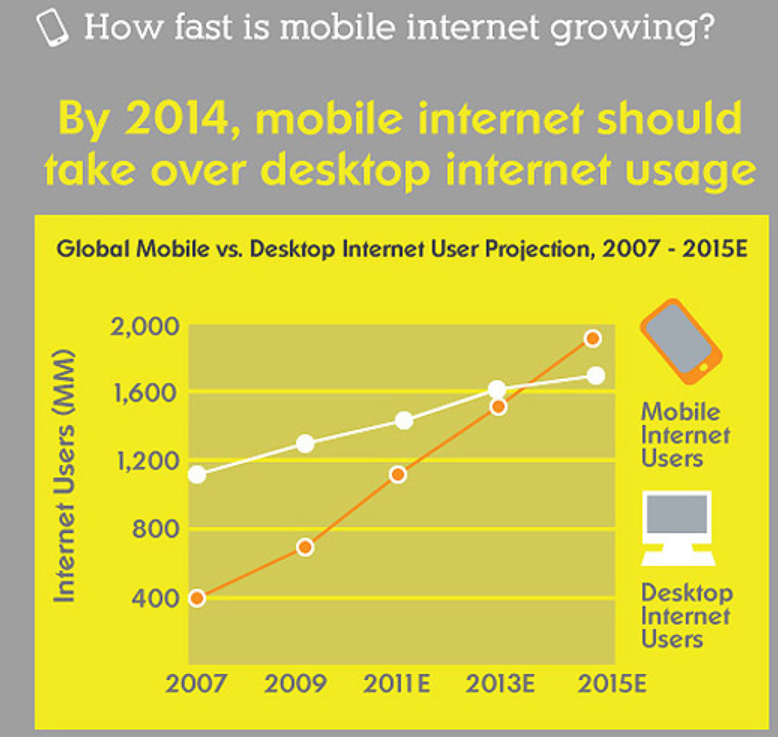 How fast is mobile internet growing?
By 2014, mobile internet should
take over desktop internet usage
Global Mobile vs. Desktop Internet User Projection, 2007 - 2015E
Internet Users (MM)
2,000
1,600
1,200
800
400
2007 2009 2011E 2013E 2015E
Mobile
Internet
Users
Desktop
Internet
Users